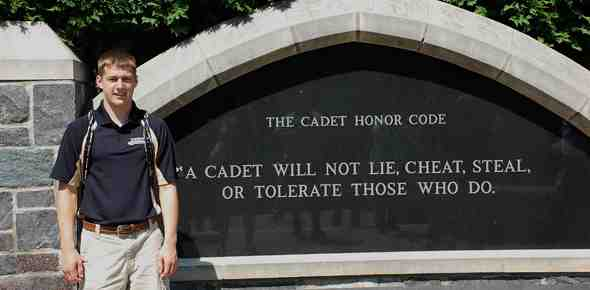 THE CADET HONOR CODE
"A CADET WILL NOT LIE, CHEAT, STEAL,
OR TOLERATE THOSE WHO DO.